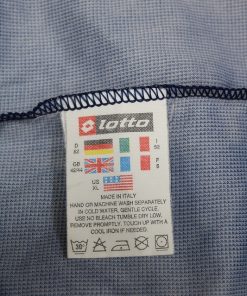 lotto
D
52
I
52
GB
42/44
F
6
US
XL
MADE IN ITALY
HAND OR MACHINE WASH SEPARATELY
IN COLD WATER, GENTLE CYCLE.
USE NO BLEACH TUMBLE DRY LOW.
REMOVE PROMPTLY. TOUCH UP WITH A
COOL IRON IF NEEDED